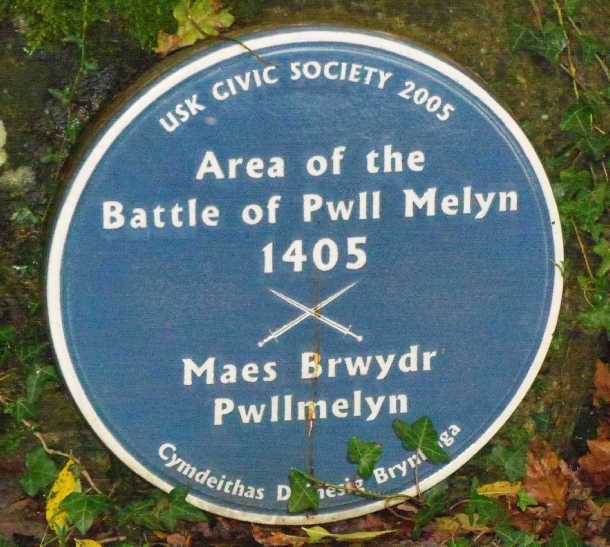 USK CIVIC SOCIETY 2005
Area of the
Battle of Pwll Melyn
1405
Maes Brwydr
Pwllmelyn
Cymdeithas